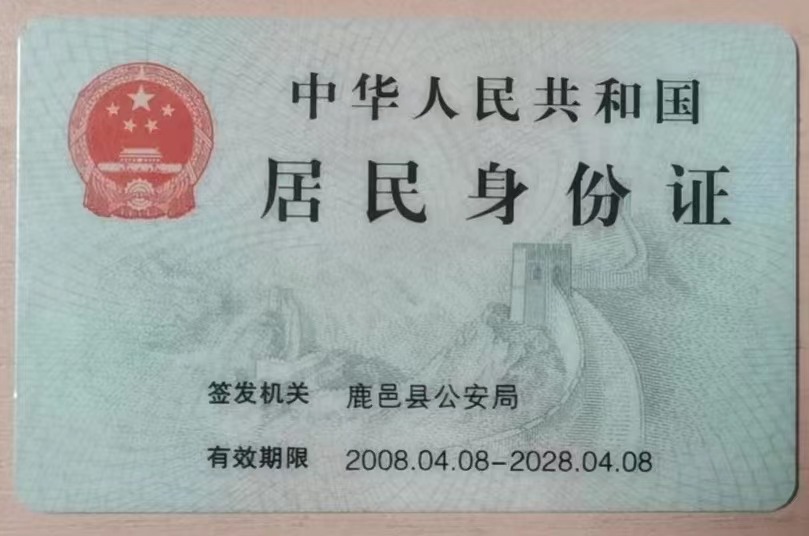 中华人民共和国
居民身份证
签发机关 鹿邑县公安局
有效期限 2008.04.08-2028.04.08